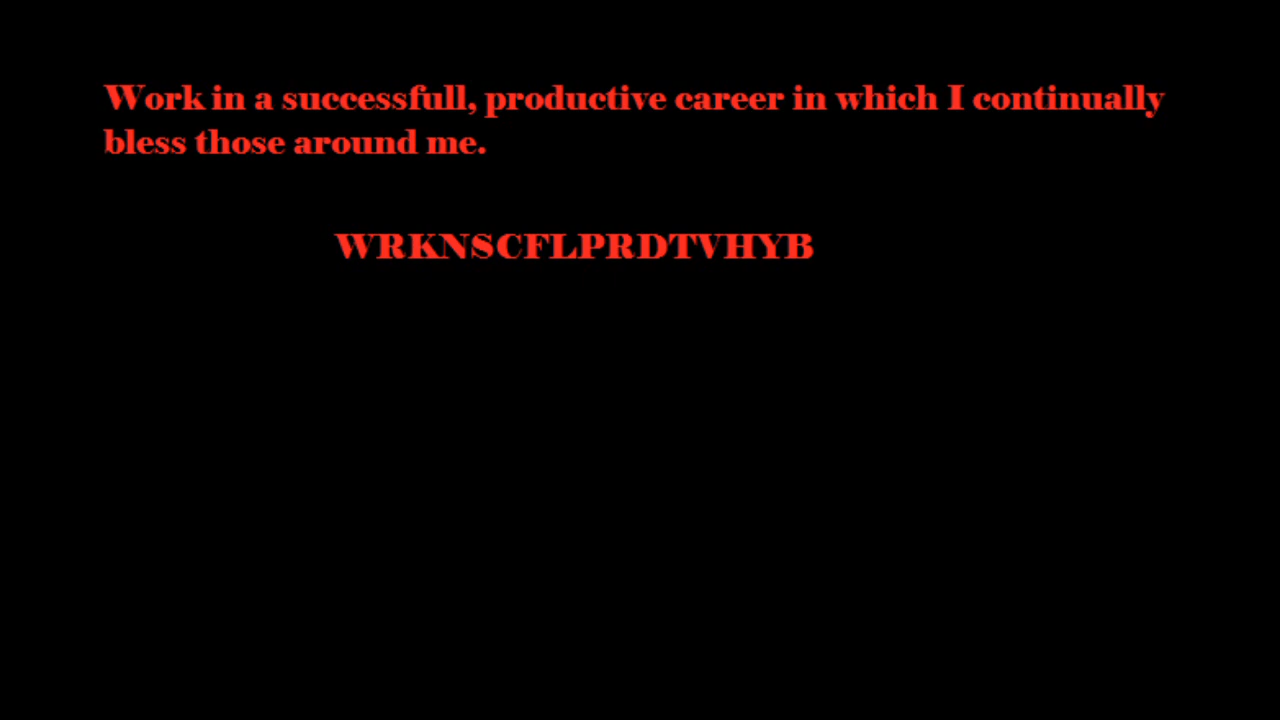 Work in a successfull, productive career in which I continually
bless those around me.
WRKNSCFLPRDTVHYB